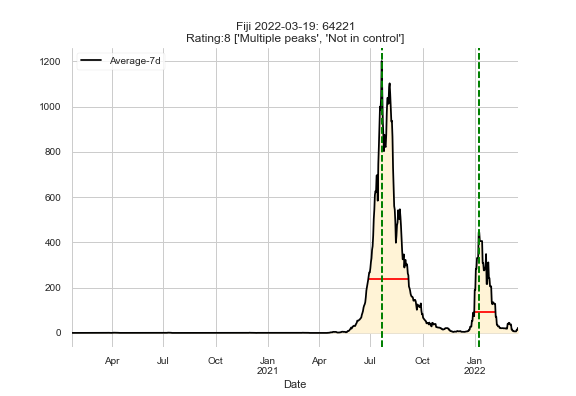 Fiji 2022-03-19: 64221
Rating:8 ['Multiple peaks', 'Not in control']
Average-7d
1200
1000
800
600
400
200
0
Apr Jul Oct Jan Apr Jul Oct Jan
2021 2022
Date